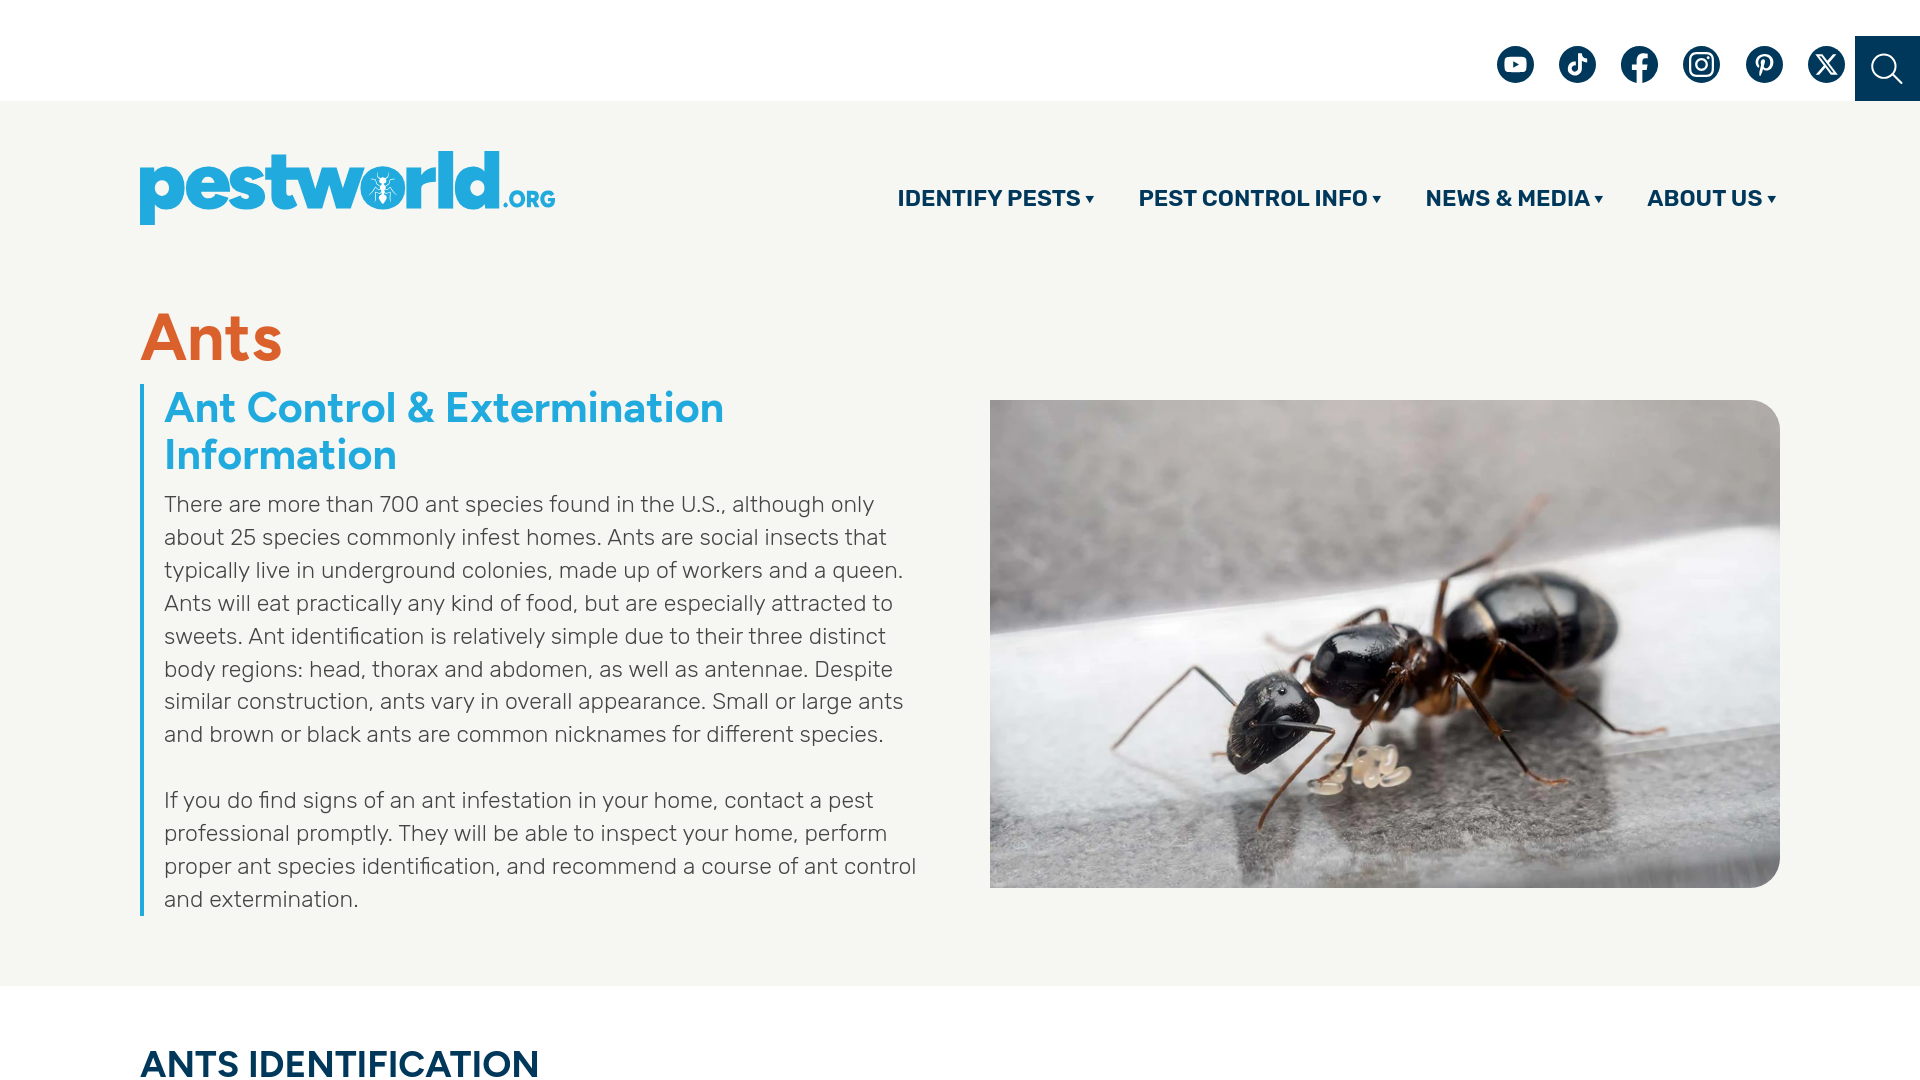 pestworld.ORG
IDENTIFY PESTS
PEST CONTROL INFO
NEWS & MEDIA
ABOUT US
Ants
Ant Control & Extermination
Information
There are more than 700 ant species found in the U.S., although only
about 25 species commonly infest homes. Ants are social insects that
typically live in underground colonies, made up of workers and a queen.
Ants will eat practically any kind of food, but are especially attracted to
sweets. Ant identification is relatively simple due to their three distinct
body regions: head, thorax and abdomen, as well as antennae. Despite
similar construction, ants vary in overall appearance. Small or large ants
and brown or black ants are common nicknames for different species.
If you do find signs of an ant infestation in your home, contact a pest
professional promptly. They will be able to inspect your home, perform
proper ant species identification, and recommend a course of ant control
and extermination.
ANTS IDENTIFICATION